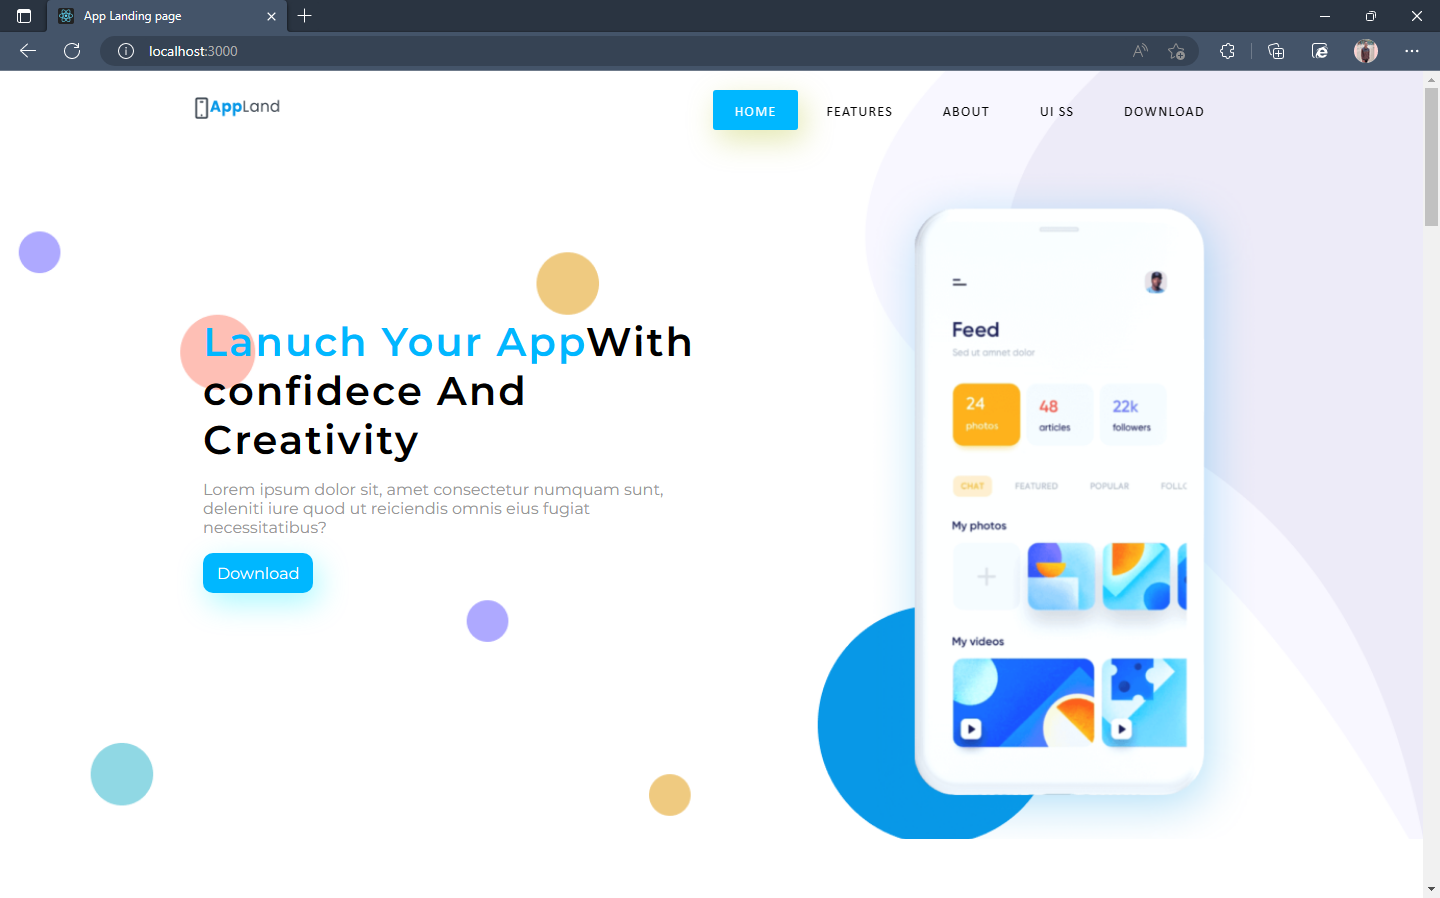 App Landing page
localhost:3000
AppLand
HOME
FEATURES
ABOUT
UI SS
DOWNLOAD
Lanuch Your AppWith
confidece And
Creativity
Lorem ipsum dolor sit, amet consectetur numquam sunt,
deleniti iure quod ut reiciendis omnis eius fugiat
necessitatibus?
Download
Feed
Sed ut omnet dolor
24
photos
48
articles
22k
followers
CHAT
FEATURED
POPULAR
FOLLC
My photos
My videos